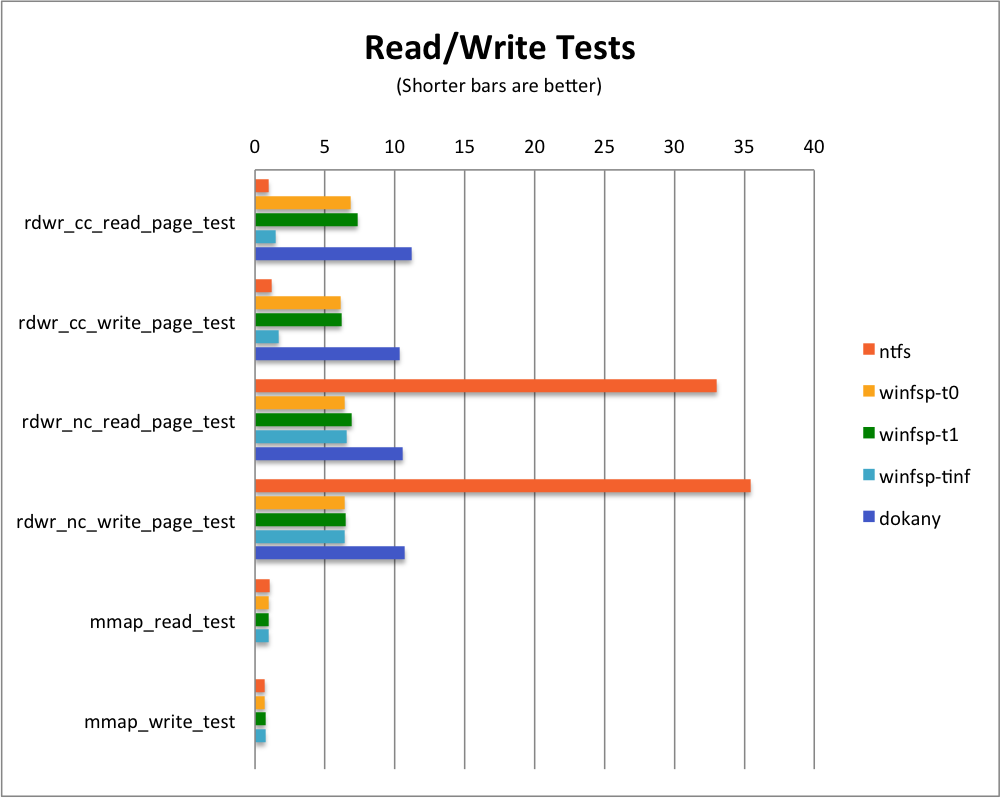 Read/Write Tests
(Shorter bars are better)
0 5 10 15 20 25 30 35 40
rdwr_cc_read_page_test
rdwr_cc_write_page_test
rdwr_nc_read_page_test
rdwr_nc_write_page_test
mmap_read_test
mmap_write_test
ntfs
winfsp-t0
winfsp-t1
winfsp-tinf
dokany